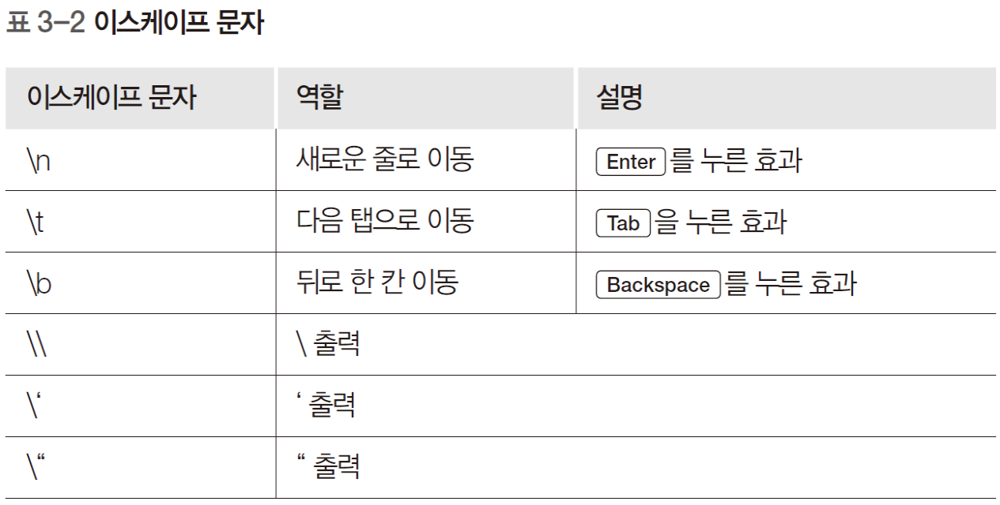 표 3-2 이스케이프 문자
이스케이프 문자 역할 설명
\n 새로운 줄로 이동 Enter를 누른 효과
\t 다음 탭으로 이동 Tab을 누른 효과
\b 뒤로 한 칸 이동 Backspace를 누른 효과
\\ \ 출력
\‘ ‘ 출력
\“ “ 출력